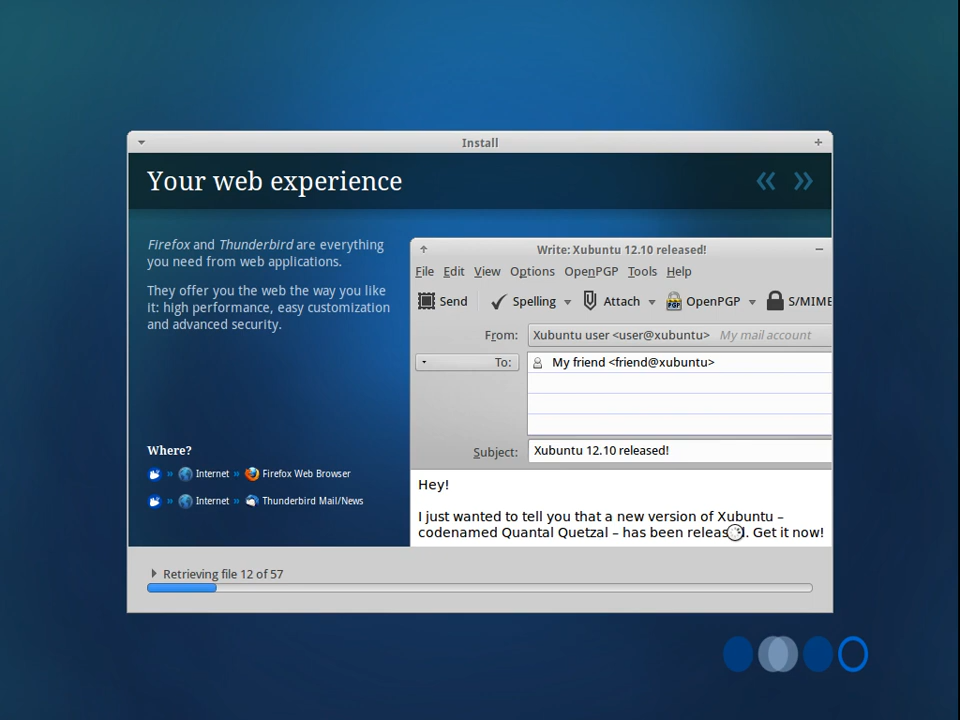 Install
Your web experience
Firefox and Thunderbird are everything
you need from web applications.
They offer you the web the way you like
it: high performance, easy customization
and advanced security.
Where?
» Internet » Firefox Web Browser
» Internet » Thunderbird Mail/News
Write: Xubuntu 12.10 released!
File Edit View Options OpenPGP Tools Help
Send Spelling Attach OpenPGP S/MIME
From: Xubuntu user <user@xubuntu> My mail account
To: My friend <friend@xubuntu>
Subject: Xubuntu 12.10 released!
Hey!
I just wanted to tell you that a new version of Xubuntu –
codenamed Quantal Quetzal – has been released. Get it now!
Retrieving file 12 of 57